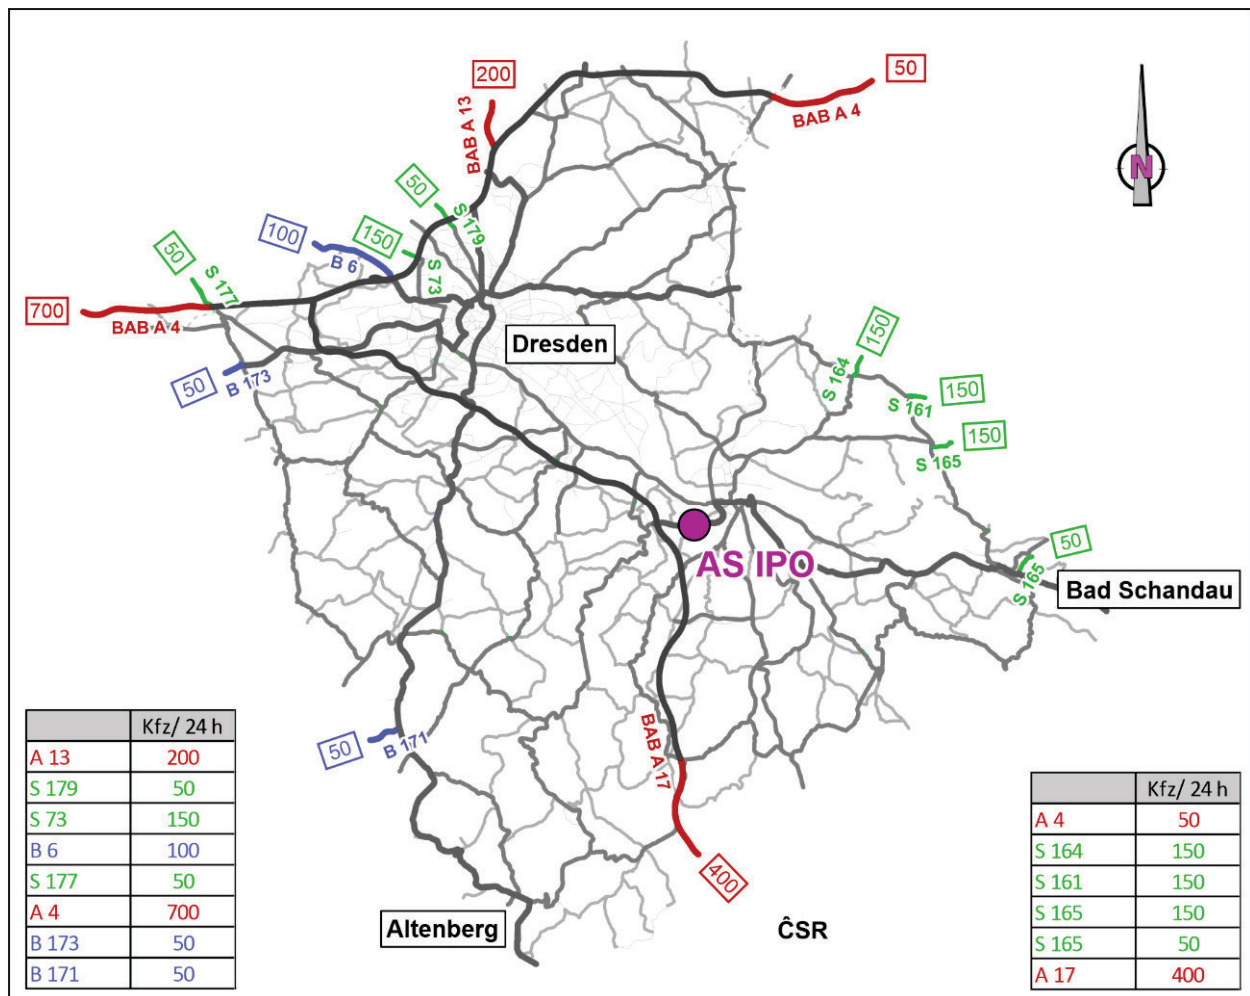 200
50
BAB A 13
BAB A 4
N
50
S 179
100
150
B 6
S 73
50
S 177
700
BAB A 4
Dresden
50
B 173
150
S 164
150
S 161
150
S 165
AS IPO
50
S 165
Bad Schandau
50
B 171
BAB A 17
400
Altenberg
ĈSR
Kfz/ 24 h
A 13 200
S 179 50
S 73 150
B 6 100
S 177 50
A 4 700
B 173 50
B 171 50
Kfz/ 24 h
A 4 50
S 164 150
S 161 150
S 165 150
S 165 50
A 17 400